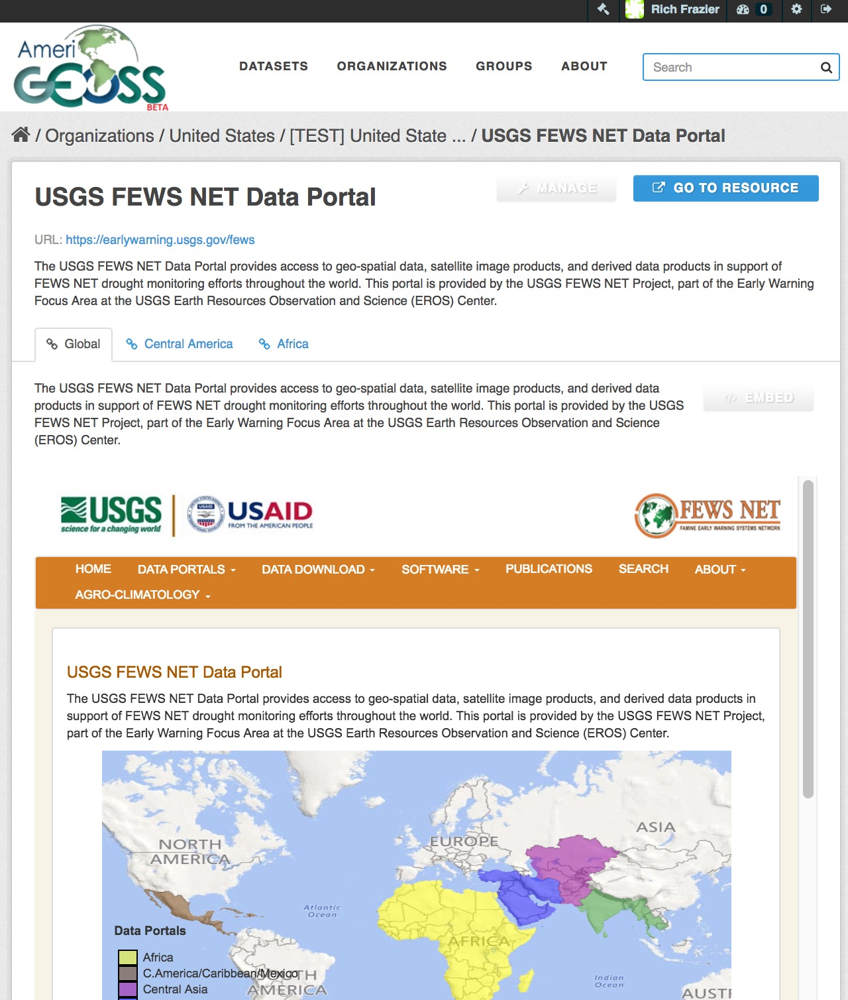 Rich Frazier
0
Ameri
GEOSS
BETA
DATASETS
ORGANIZATIONS
GROUPS
ABOUT
Search
/ Organizations / United States / [TEST] United State ... / USGS FEWS NET Data Portal
USGS FEWS NET Data Portal
MANAGE
GO TO RESOURCE
URL: https://earlywarning.usgs.gov/fews
The USGS FEWS NET Data Portal provides access to geo-spatial data, satellite image products, and derived data products in support of
FEWS NET drought monitoring efforts throughout the world. This portal is provided by the USGS FEWS NET Project, part of the Early Warning
Focus Area at the USGS Earth Resources Observation and Science (EROS) Center.
Global
Central America
Africa
The USGS FEWS NET Data Portal provides access to geo-spatial data, satellite image products, and derived data
products in support of FEWS NET drought monitoring efforts throughout the world. This portal is provided by the USGS
FEWS NET Project, part of the Early Warning Focus Area at the USGS Earth Resources Observation and Science
(EROS) Center.
</> EMBED
USGS
science for a changing world
USAID
FROM THE AMERICAN PEOPLE
FEWS NET
FAMINE EARLY WARNING SYSTEMS NETWORK
HOME
DATA PORTALS
DATA DOWNLOAD
SOFTWARE
PUBLICATIONS
SEARCH
ABOUT
AGRO-CLIMATOLOGY
USGS FEWS NET Data Portal
The USGS FEWS NET Data Portal provides access to geo-spatial data, satellite image products, and derived data products in
support of FEWS NET drought monitoring efforts throughout the world. This portal is provided by the USGS FEWS NET Project,
part of the Early Warning Focus Area at the USGS Earth Resources Observation and Science (EROS) Center.
NORTH
AMERICA
EUROPE
ASIA
Atlantic
Ocean
AFRICA
SOUTH
AMERICA
Indian
Ocean
AUSTR
Data Portals
Africa
C.America/Caribbean/Mexico
Central Asia